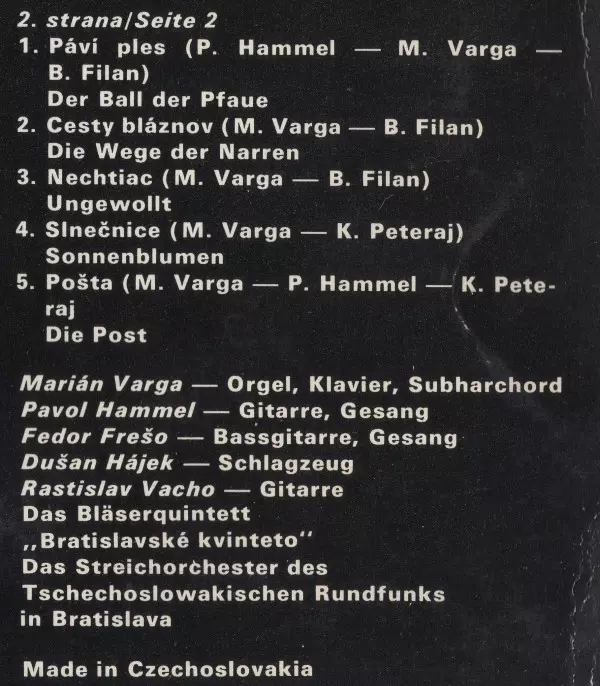 2. strana/Seite 2
1. Páví ples (P. Hammel — M. Varga —
B. Filan)
Der Ball der Pfaue
2. Cesty bláznov (M. Varga — B. Filan)
Die Wege der Narren
3. Nechtiac (M. Varga — B. Filan)
Ungewollt
4. Slnečnice (M. Varga — K. Peteraj)
Sonnenblumen
5. Pošta (M. Varga — P. Hammel — K. Pete-
raj
Die Post
Marián Varga — Orgel, Klavier, Subharchord
Pavol Hammel — Gitarre, Gesang
Fedor Frešo — Bassgitarre, Gesang
Dušan Hájek — Schlagzeug
Rastislav Vacho — Gitarre
Das Bläserquintett
„Bratislavské kvinteto"
Das Streichorchester des
Tschechoslowakischen Rundfunks
in Bratislava
Made in Czechoslovakia